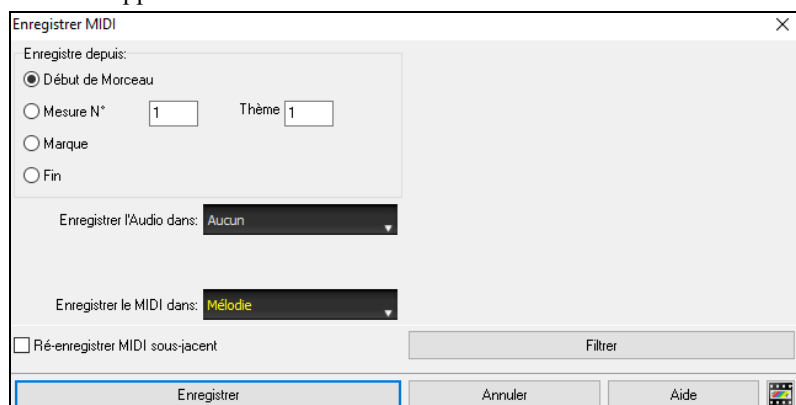 Enregistrer MIDI
Enregistre depuis:
Début de Morceau
Mesure N° 1 Thème 1
Marque
Fin
Enregistrer l'Audio dans: Aucun
Enregistrer le MIDI dans: Mélodie
Ré-enregistrer MIDI sous-jacent Filtrer
Enregistrer Annuler Aide